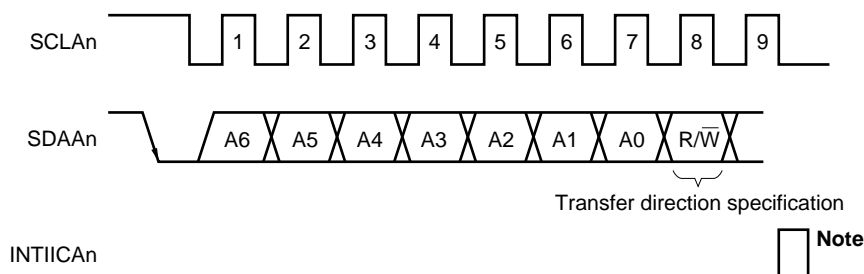 SCLAn 1 2 3 4 5 6 7 8 9
SDAAn A6 A5 A4 A3 A2 A1 A0 R/W̅
Transfer direction specification
INTIICAn Note